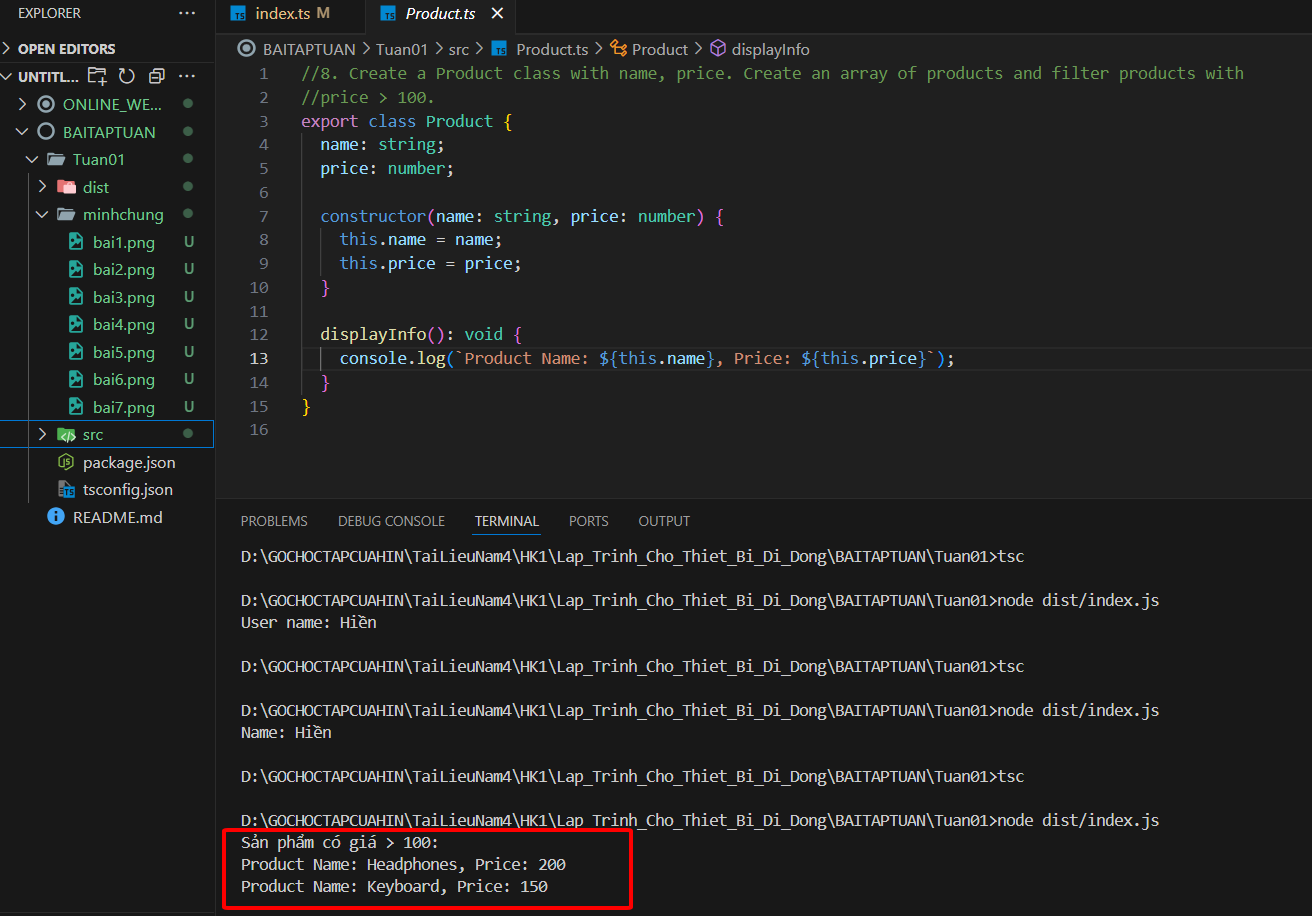 EXPLORER ...
OPEN EDITORS
UNTITL... ...
ONLINE_WE...
BAITAPTUAN
Tuan01
dist
minhchung
bai1.png U
bai2.png U
bai3.png U
bai4.png U
bai5.png U
bai6.png U
bai7.png U
src
package.json
tsconfig.json
README.md
index.ts M
Product.ts
BAITAPTUAN > Tuan01 > src > Product.ts > Product > displayInfo
1 //8. Create a Product class with name, price. Create an array of products and filter products with
2 //price > 100.
3 export class Product {
4 name: string;
5 price: number;
6
7 constructor(name: string, price: number) {
8 this.name = name;
9 this.price = price;
10 }
11
12 displayInfo(): void {
13 console.log(`Product Name: ${this.name}, Price: ${this.price}`);
14 }
15 }
16
PROBLEMS DEBUG CONSOLE TERMINAL PORTS OUTPUT
D:\GOCHOCTAPCUAHIN\TaiLieuNam4\HK1\Lap_Trinh_Cho_Thiet_Bi_Di_Dong\BAITAPTUAN\Tuan01>tsc
D:\GOCHOCTAPCUAHIN\TaiLieuNam4\HK1\Lap_Trinh_Cho_Thiet_Bi_Di_Dong\BAITAPTUAN\Tuan01>node dist/index.js
User name: Hiền
D:\GOCHOCTAPCUAHIN\TaiLieuNam4\HK1\Lap_Trinh_Cho_Thiet_Bi_Di_Dong\BAITAPTUAN\Tuan01>tsc
D:\GOCHOCTAPCUAHIN\TaiLieuNam4\HK1\Lap_Trinh_Cho_Thiet_Bi_Di_Dong\BAITAPTUAN\Tuan01>node dist/index.js
Name: Hiền
D:\GOCHOCTAPCUAHIN\TaiLieuNam4\HK1\Lap_Trinh_Cho_Thiet_Bi_Di_Dong\BAITAPTUAN\Tuan01>tsc
D:\GOCHOCTAPCUAHIN\TaiLieuNam4\HK1\Lap_Trinh_Cho_Thiet_Bi_Di_Dong\BAITAPTUAN\Tuan01>node dist/index.js
Sản phẩm có giá > 100:
Product Name: Headphones, Price: 200
Product Name: Keyboard, Price: 150